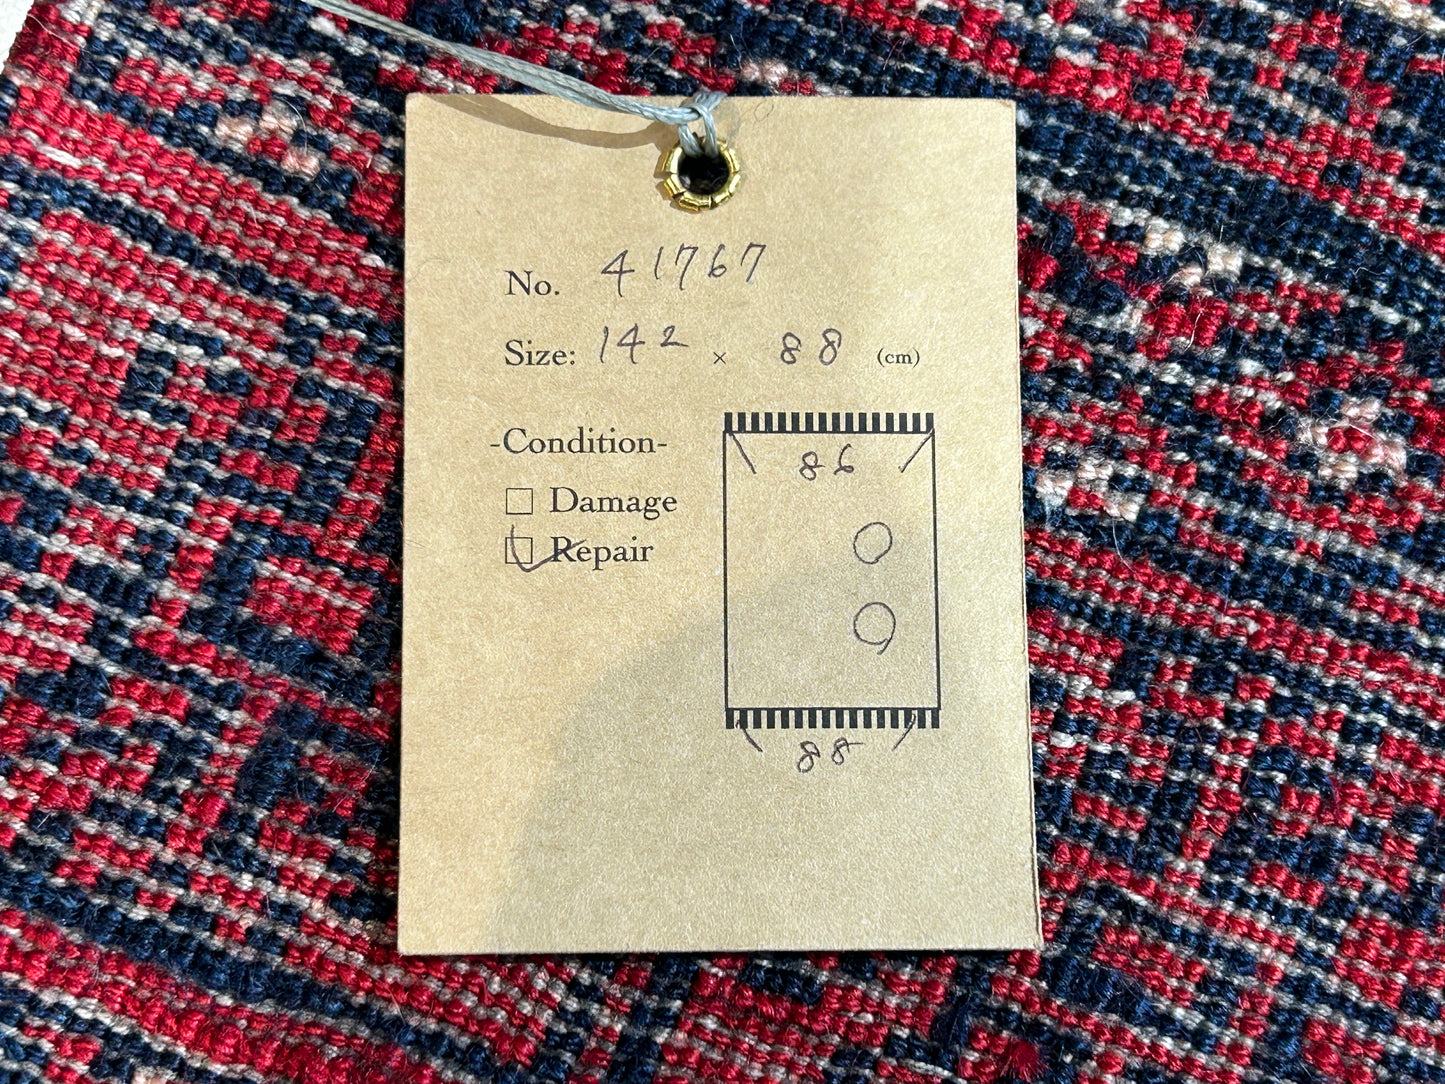 No. 41767
Size: 142 × 88 (cm)
-Condition-
Damage
Repair
86
88